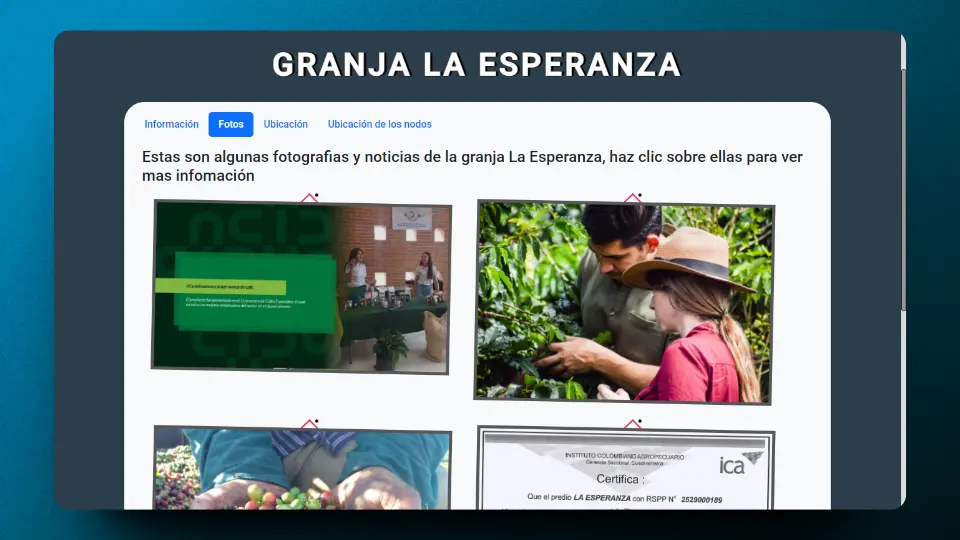 GRANJA LA ESPERANZA
Información Fotos Ubicación Ubicación de los nodos
Estas son algunas fotografias y noticias de la granja La Esperanza, haz clic sobre ellas para ver
mas infomación
INSTITUTO COLOMBIANO AGROPECUARIO
Gerencia Seccional Cundinamarca
ica
Certifica :
Que el predio LA ESPERANZA con RSPP N° 2529000189